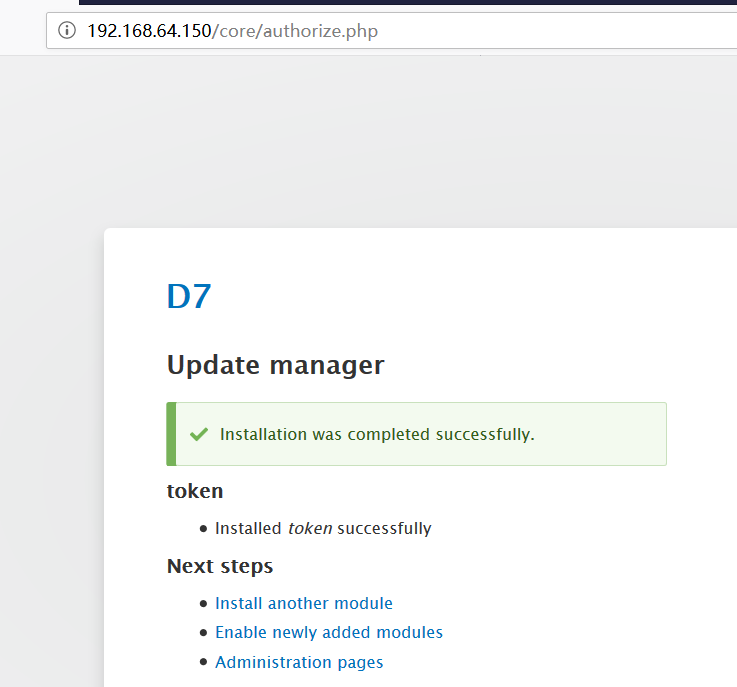 192.168.64.150/core/authorize.php
D7
Update manager
Installation was completed successfully.
token
Installed token successfully
Next steps
Install another module
Enable newly added modules
Administration pages